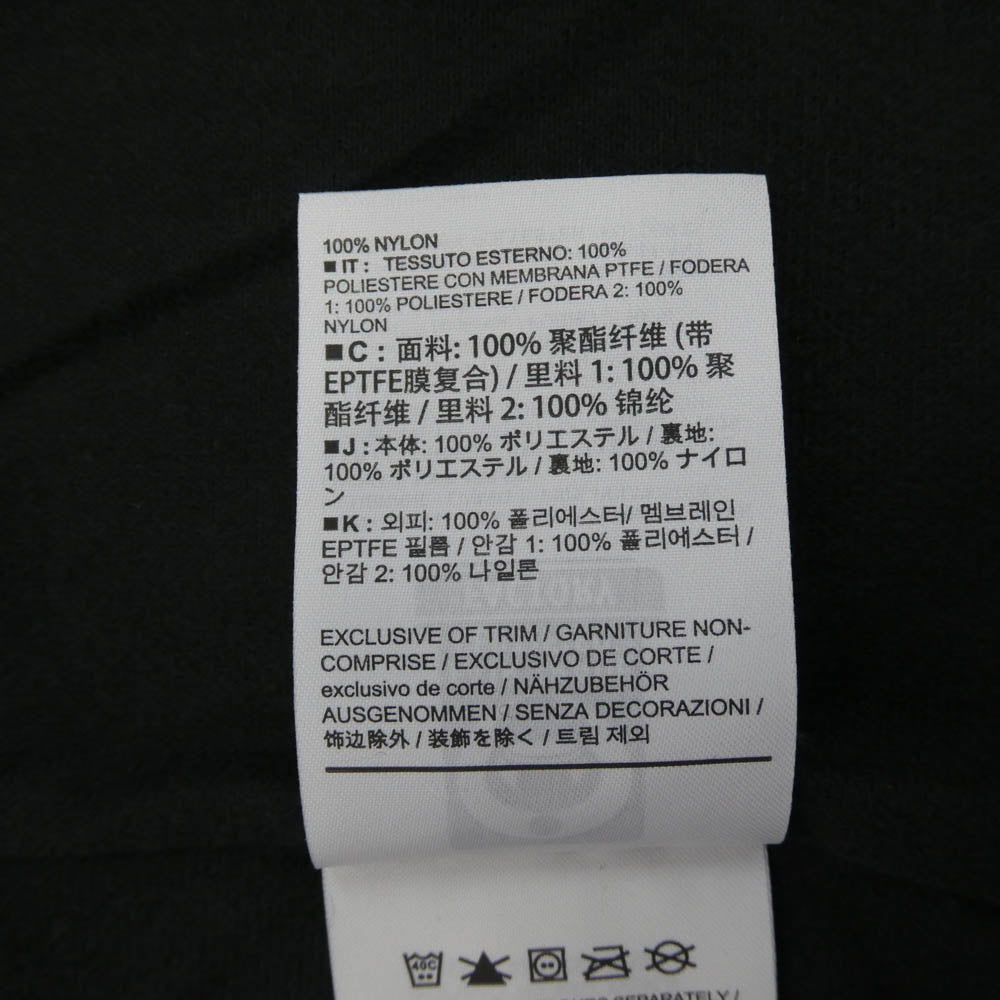 100% NYLON
■ IT : TESSUTO ESTERNO: 100%
POLIESTERE CON MEMBRANA PTFE / FODERA
1: 100% POLIESTERE / FODERA 2: 100%
NYLON
■ C : 面料: 100% 聚酯纤维 (带
EPTFE膜复合) / 里料 1: 100% 聚
酯纤维 / 里料 2: 100% 锦纶
■ J : 本体: 100% ポリエステル / 裏地:
100% ポリエステル / 裏地: 100% ナイロ
ン
■ K : 외피: 100% 폴리에스터/ 멤브레인
EPTFE 필름 / 안감 1: 100% 폴리에스터 /
안감 2: 100% 나일론
EXCLUSIVE OF TRIM / GARNITURE NON-
COMPRISE / EXCLUSIVO DE CORTE /
exclusivo de corte / NÄHZUBEHÖR
AUSGENOMMEN / SENZA DECORAZIONI /
饰边除外 / 装飾を除く / 트림 제외
40C
SEPARATELY /